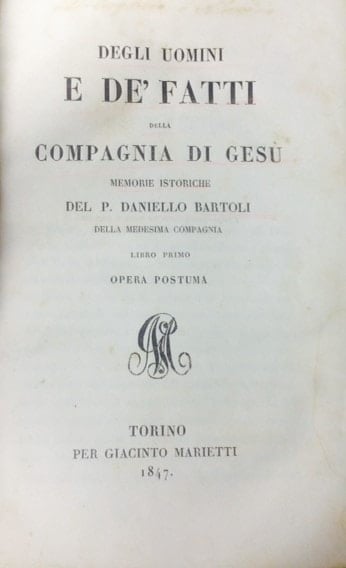 DEGLI UOMINI
E DE' FATTI
DELLA
COMPAGNIA DI GESÙ
MEMORIE ISTORICHE
DEL P. DANIELLO BARTOLI
DELLA MEDESIMA COMPAGNIA
LIBRO PRIMO
OPERA POSTUMA
TORINO
PER GIACINTO MARIETTI
1847.